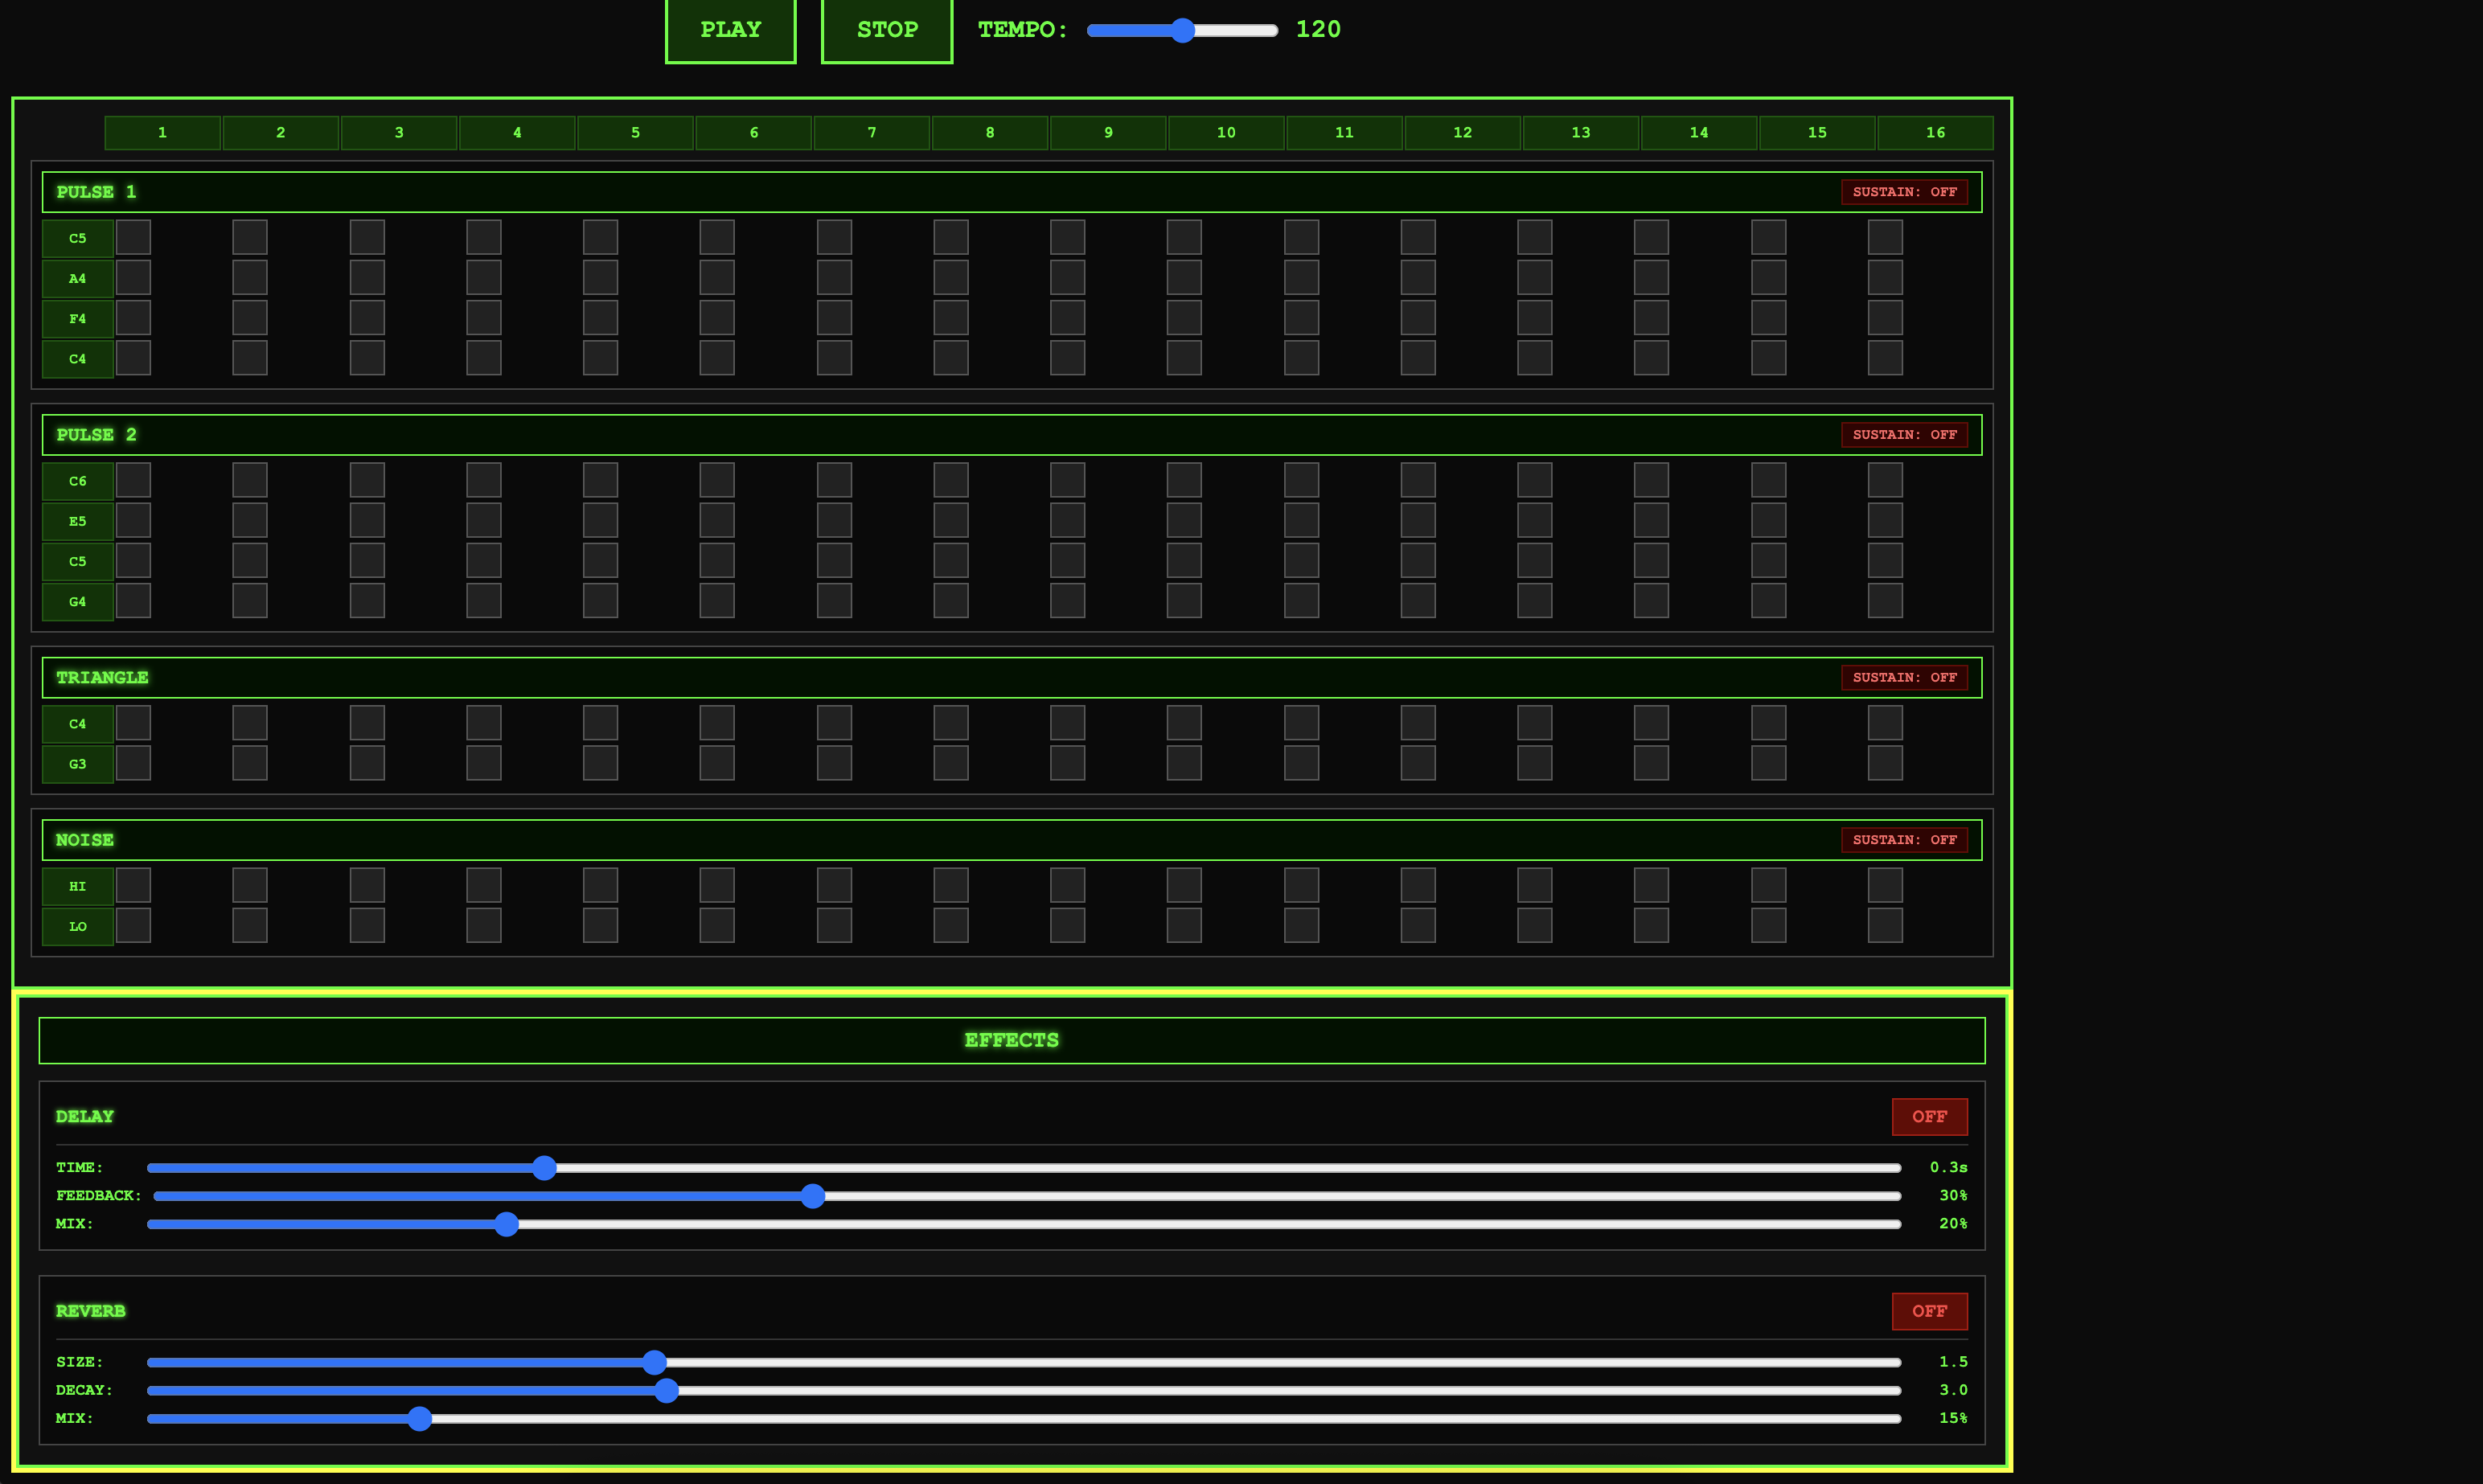 PLAY STOP TEMPO: 120
1 2 3 4 5 6 7 8 9 10 11 12 13 14 15 16
PULSE 1 SUSTAIN: OFF
C5
A4
F4
C4
PULSE 2 SUSTAIN: OFF
C6
E5
C5
G4
TRIANGLE SUSTAIN: OFF
C4
G3
NOISE SUSTAIN: OFF
HI
LO
EFFECTS
DELAY OFF
TIME: 0.3s
FEEDBACK: 30%
MIX: 20%
REVERB OFF
SIZE: 1.5
DECAY: 3.0
MIX: 15%